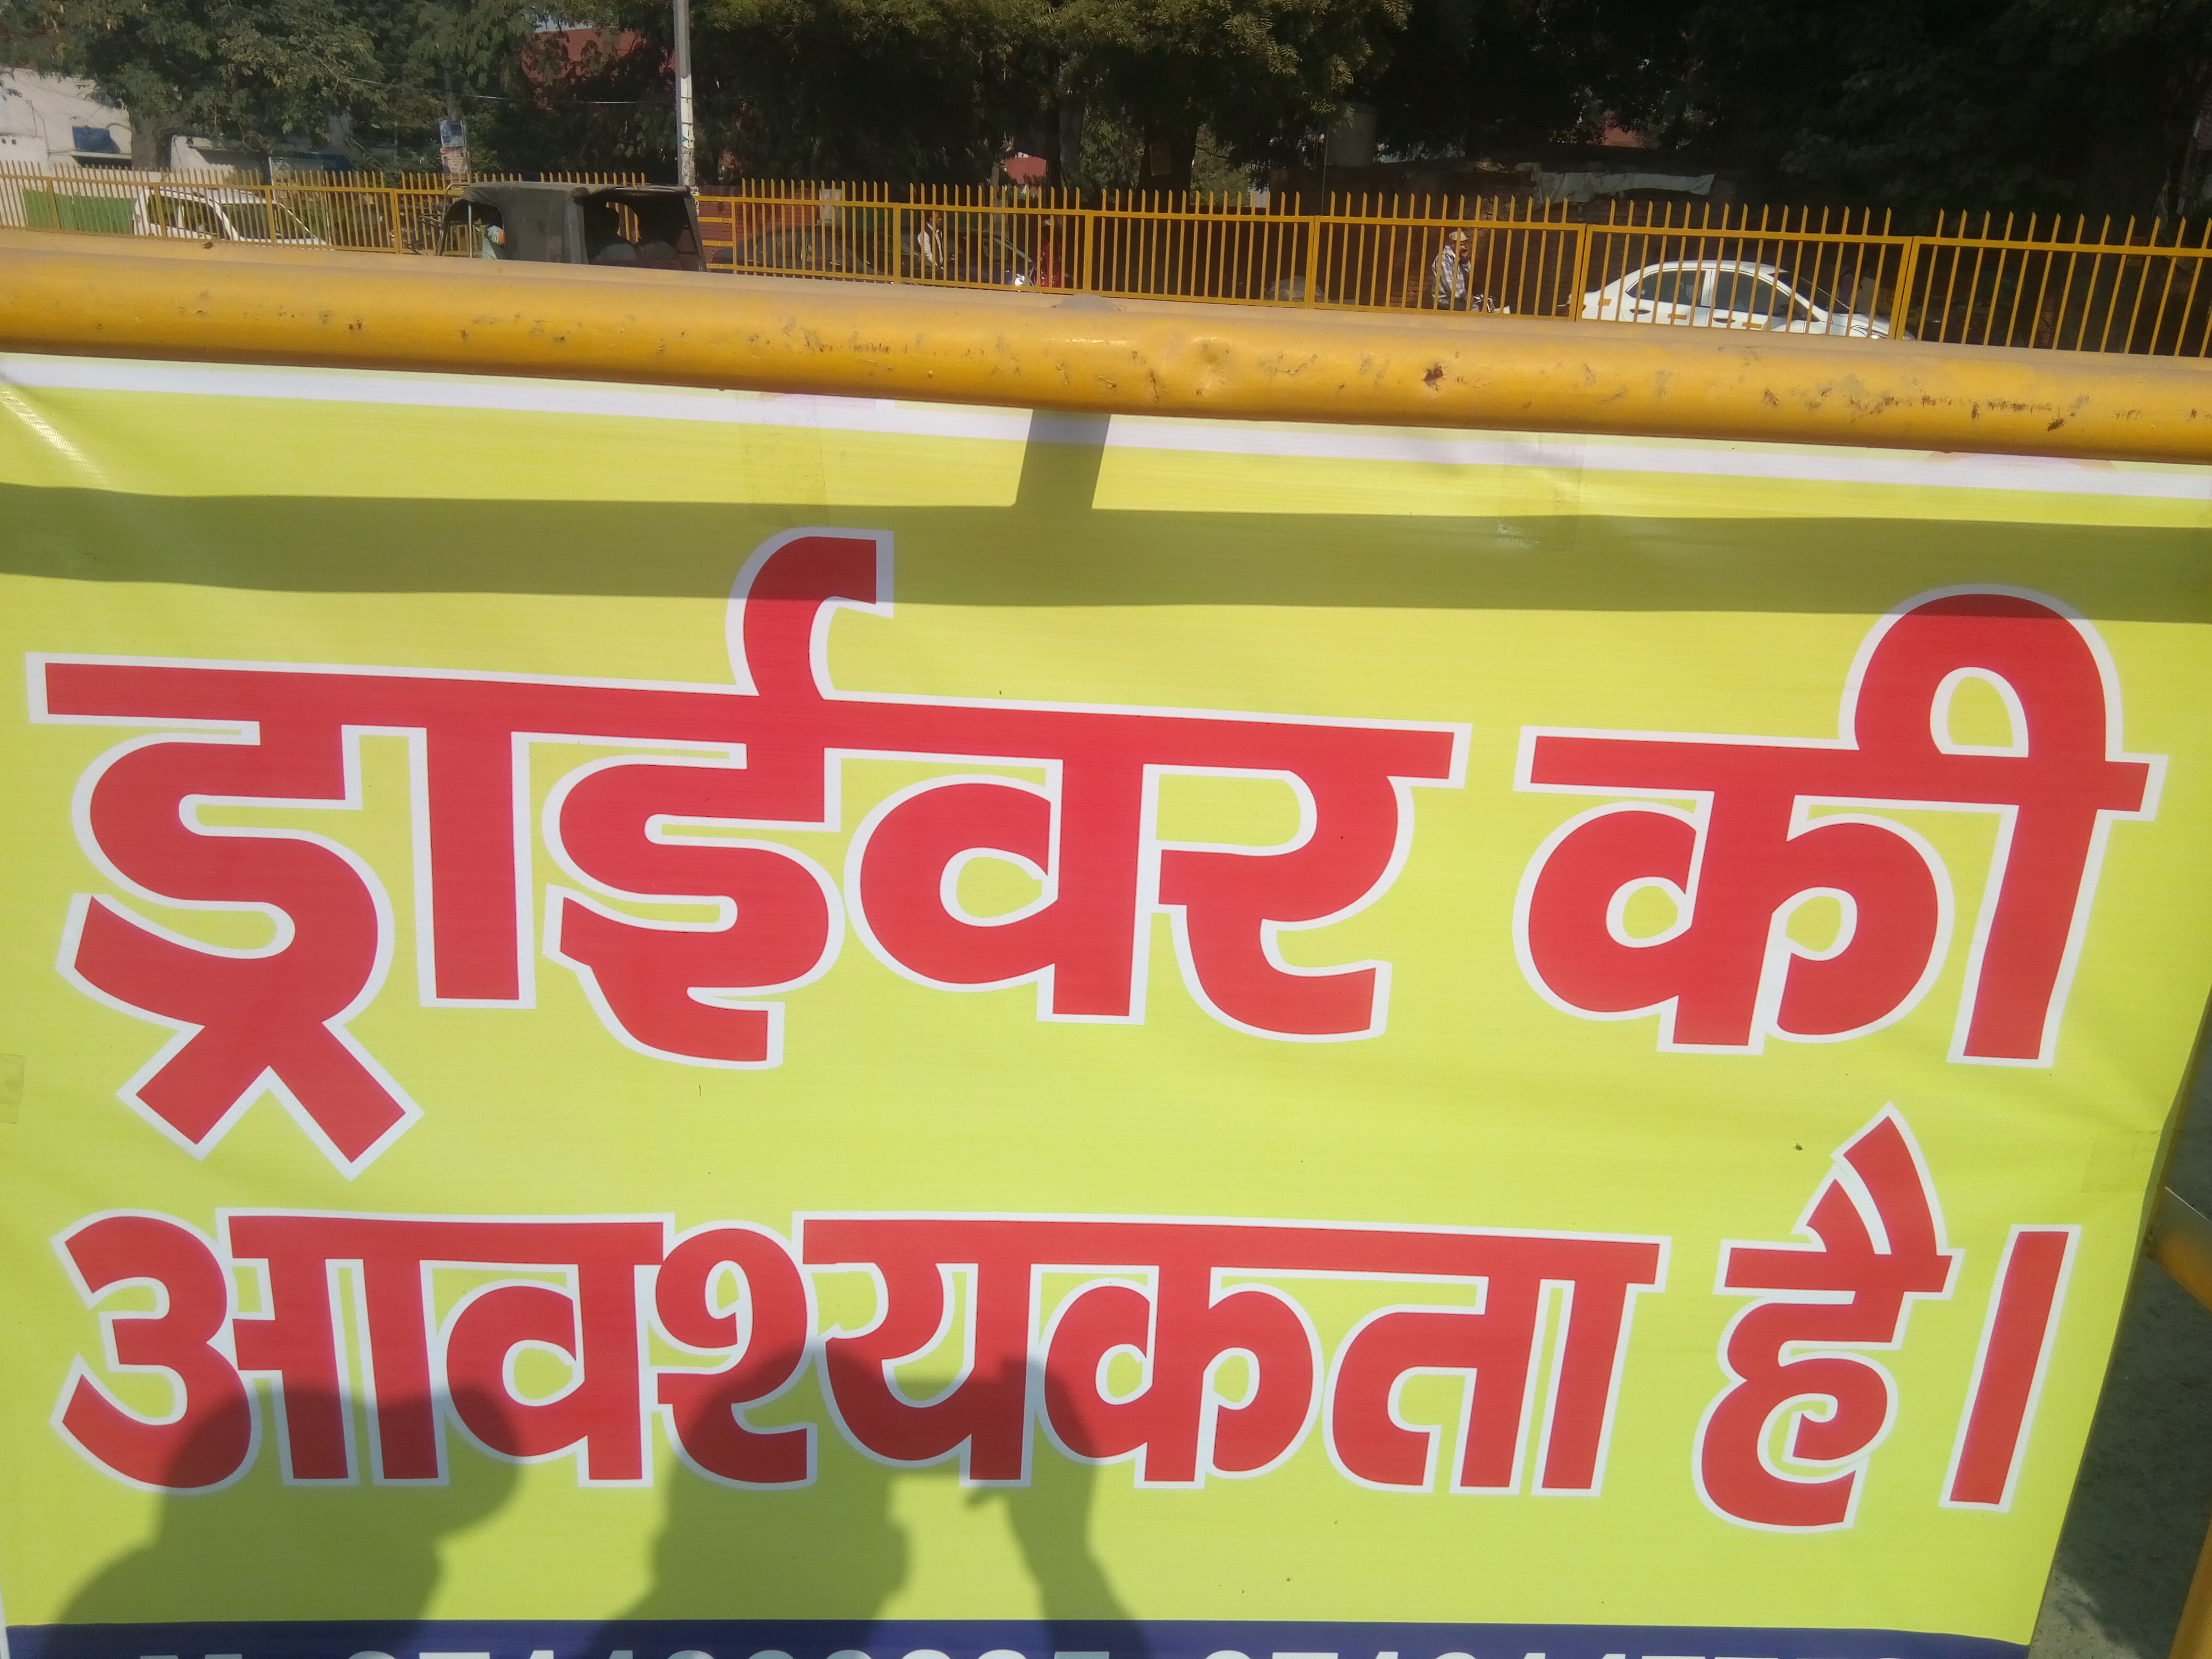 ड्राईवर की
आवश्यकता है।